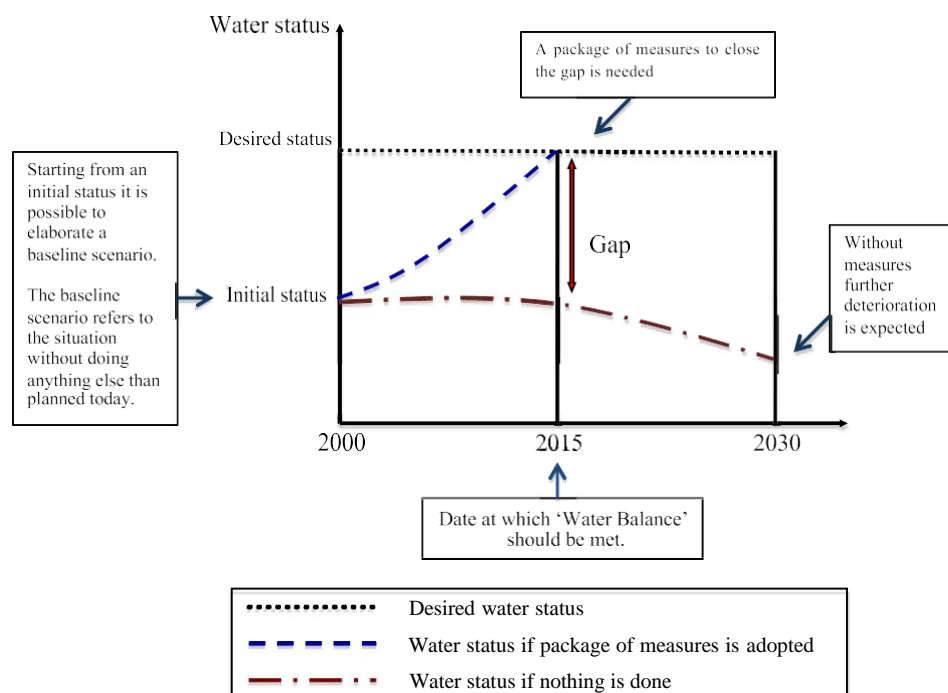 Water status
A package of measures to close
the gap is needed
Desired status
Starting from an
initial status it is
possible to
elaborate a
baseline scenario.
The baseline
scenario refers to
the situation
without doing
anything else than
planned today.
Gap
Without
measures
further
deterioration
is expected
Initial status
2000
2015
2030
Date at which ‘Water Balance’
should be met.
Desired water status
Water status if package of measures is adopted
Water status if nothing is done